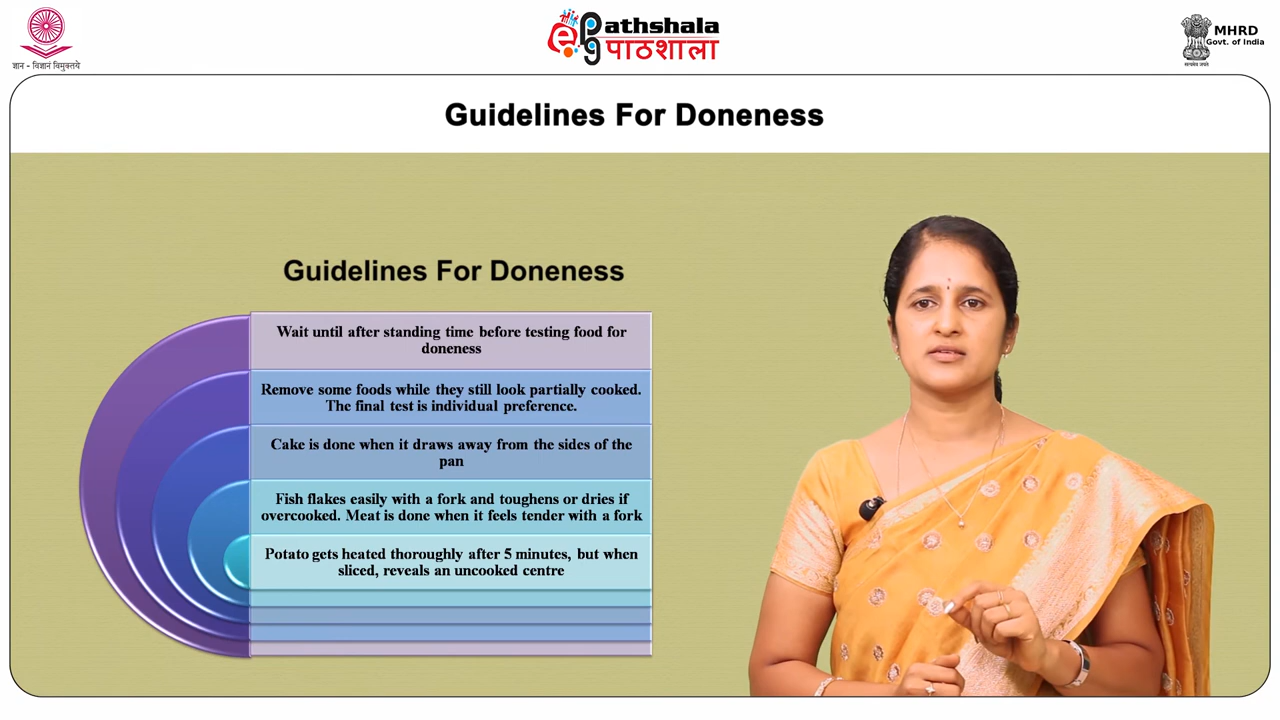 ज्ञान - विज्ञानं विमुक्तये
ePathshala
पाठशाला
MHRD
Govt. of India
सत्यमेव जयते
Guidelines For Doneness
Guidelines For Doneness
Wait until after standing time before testing food for
doneness
Remove some foods while they still look partially cooked.
The final test is individual preference.
Cake is done when it draws away from the sides of the
pan
Fish flakes easily with a fork and toughens or dries if
overcooked. Meat is done when it feels tender with a fork
Potato gets heated thoroughly after 5 minutes, but when
sliced, reveals an uncooked centre